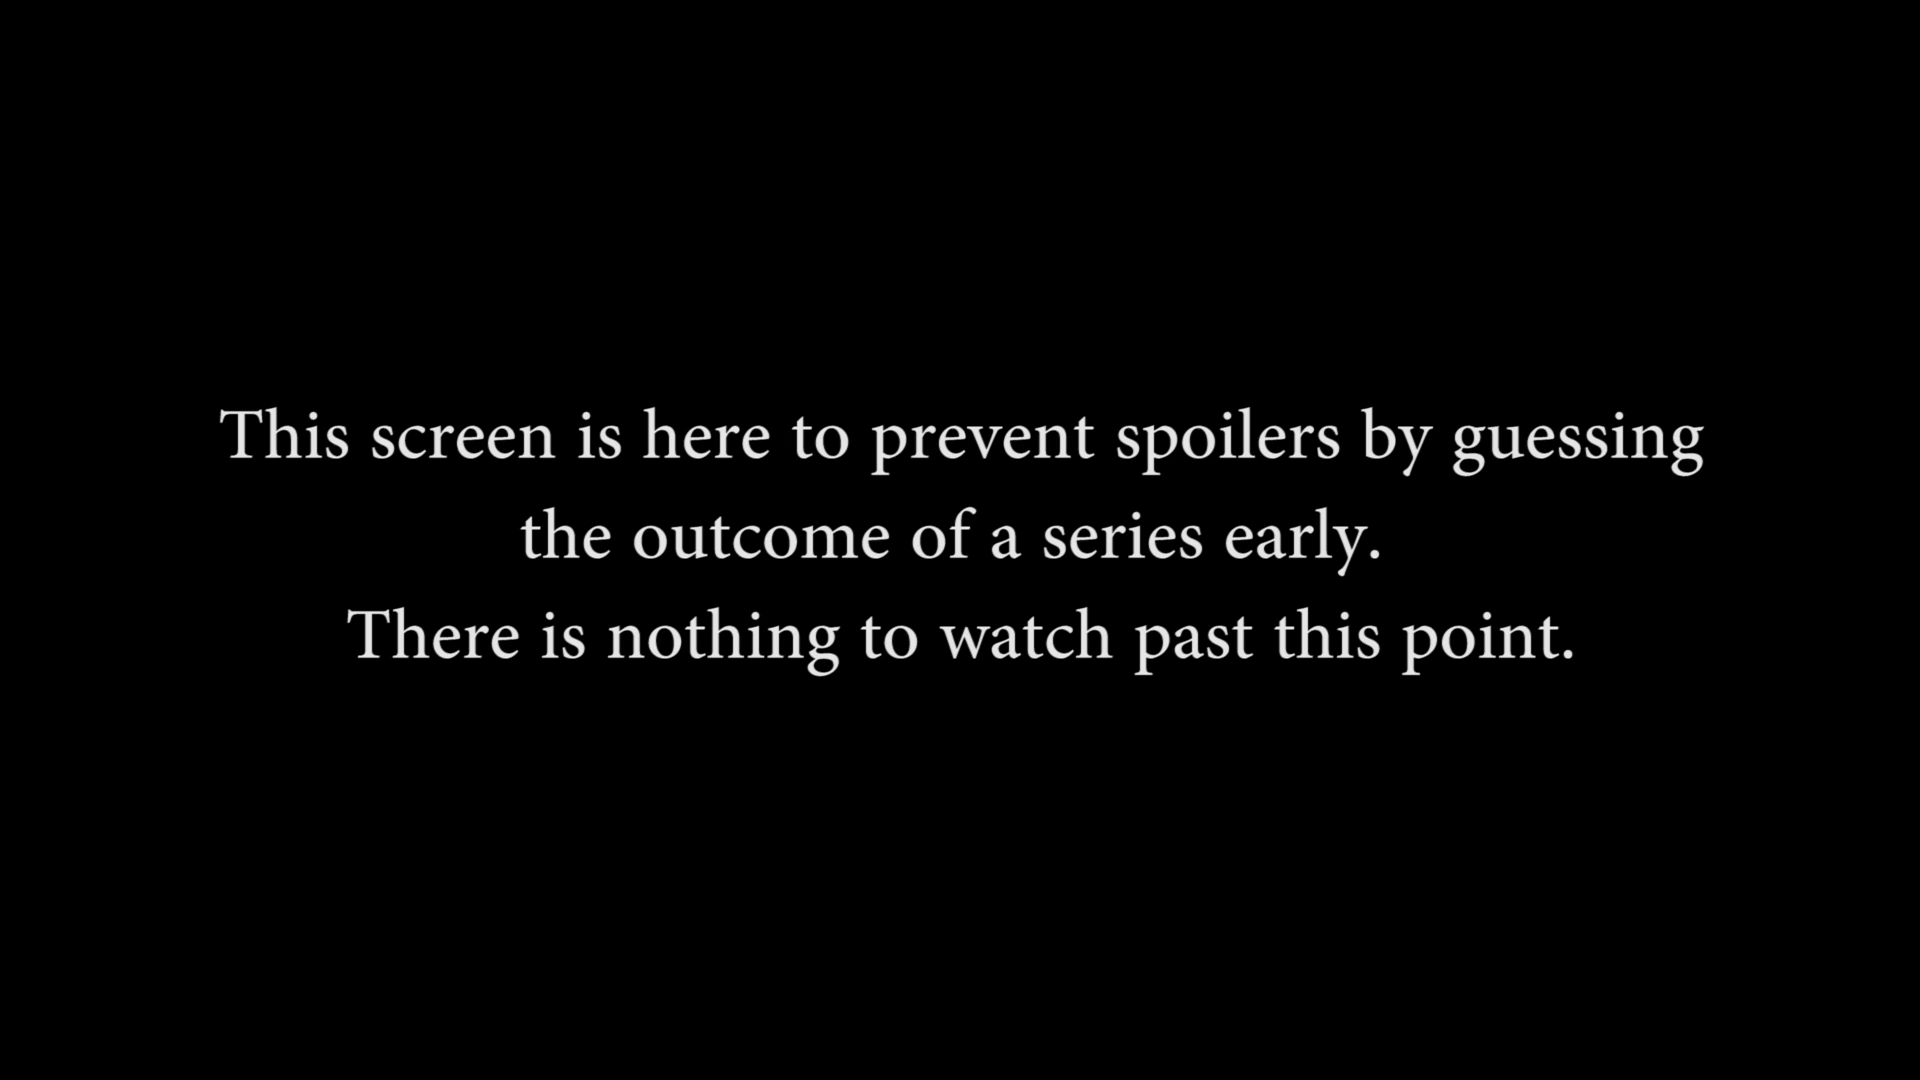 This screen is here to prevent spoilers by guessing
the outcome of a series early.
There is nothing to watch past this point.